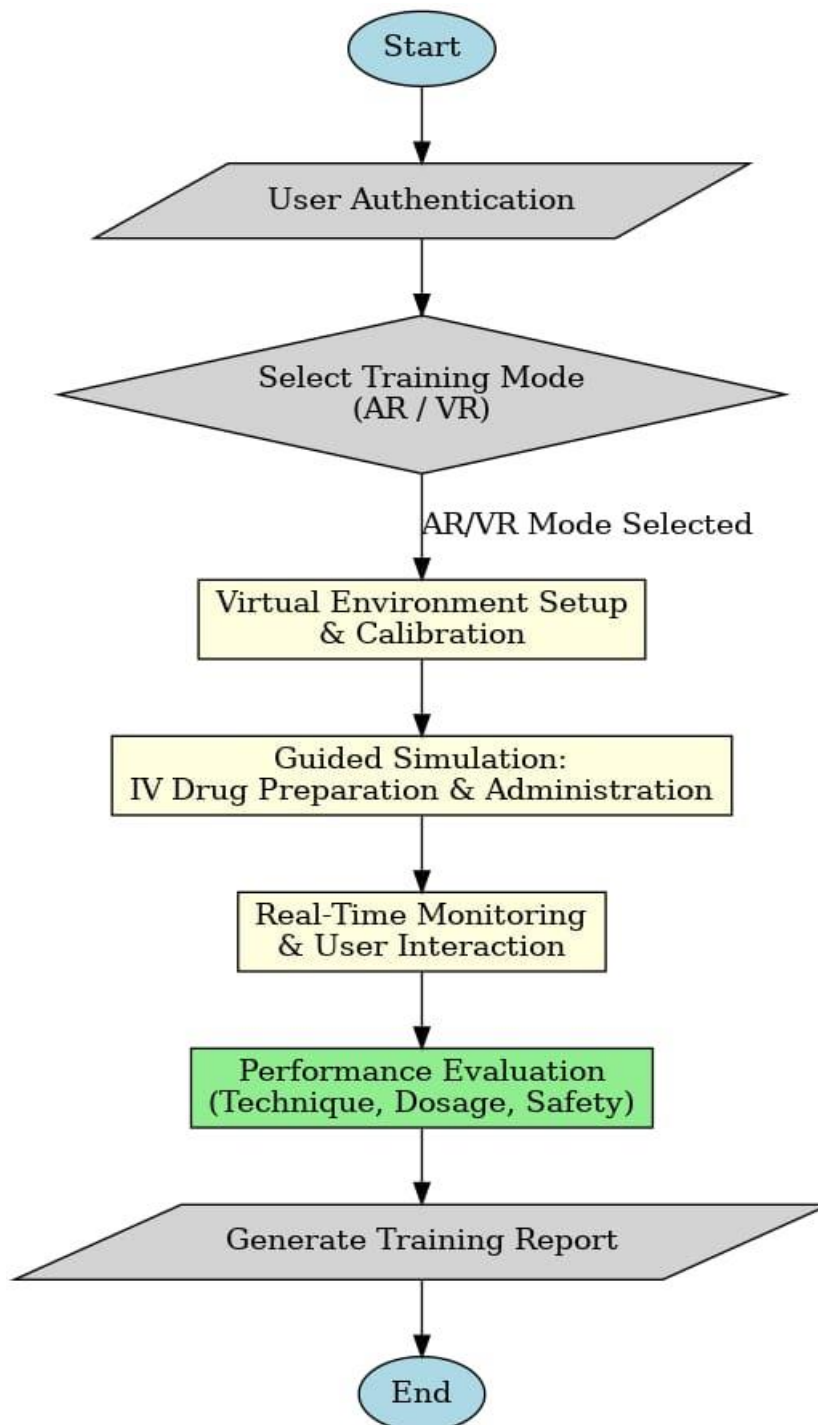 Start
User Authentication
Select Training Mode
(AR / VR)
AR/VR Mode Selected
Virtual Environment Setup
& Calibration
Guided Simulation:
IV Drug Preparation & Administration
Real-Time Monitoring
& User Interaction
Performance Evaluation
(Technique, Dosage, Safety)
Generate Training Report
End